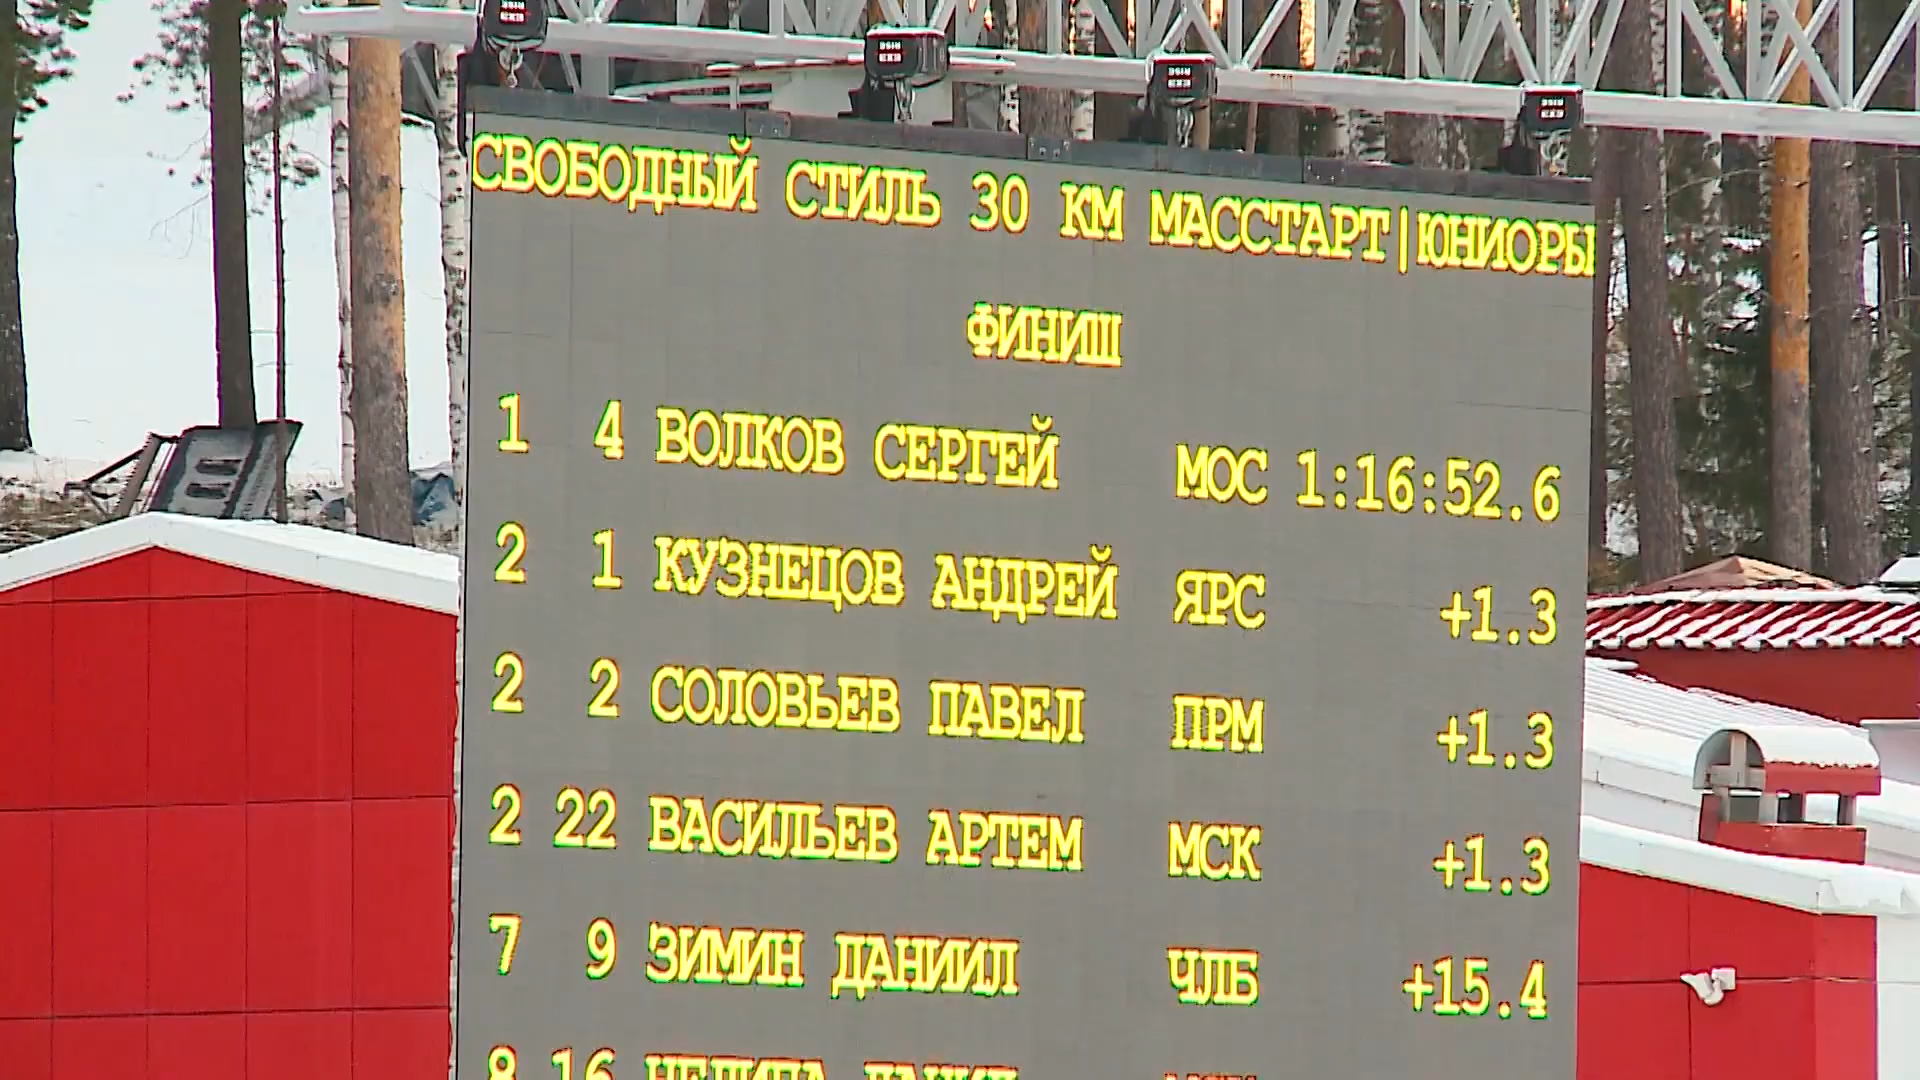 СВОБОДНЫЙ СТИЛЬ 30 КМ МАССТАРТ|ЮНИОРЫ
ФИНИШ
1 4 ВОЛКОВ СЕРГЕЙ МОС 1:16:52.6
2 1 КУЗНЕЦОВ АНДРЕЙ ЯРС +1.3
2 2 СОЛОВЬЕВ ПАВЕЛ ПРМ +1.3
2 22 ВАСИЛЬЕВ АРТЕМ МСК +1.3
7 9 ЗИМИН ДАНИИЛ ЧЛБ +15.4
8 16